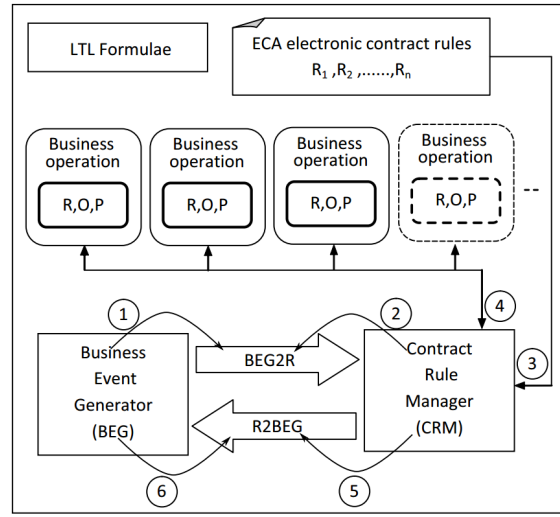 LTL Formulae
ECA electronic contract rules
R1 ,R2 ,......,Rn
Business operation
R,O,P
Business operation
R,O,P
Business operation
R,O,P
Business operation
R,O,P
--
1
2
4
3
Business
Event
Generator
(BEG)
BEG2R
R2BEG
Contract
Rule
Manager
(CRM)
6
5